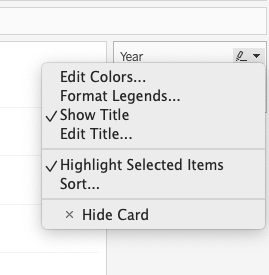 Year
Edit Colors...
Format Legends...
✓ Show Title
Edit Title...
✓ Highlight Selected Items
Sort...
× Hide Card